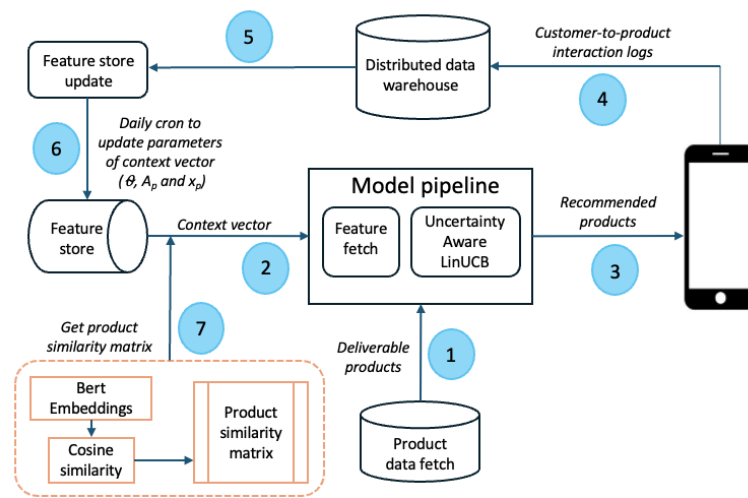 5
Customer-to-product
interaction logs
Feature store
update
Distributed data
warehouse
4
6
Daily cron to
update parameters
of context vector
(θ, Aₚ and xₚ)
Model pipeline
Feature
store
Context vector
2
Feature
fetch
Uncertainty
Aware
LinUCB
Recommended
products
3
Get product
similarity matrix
7
Deliverable
products
1
Bert
Embeddings
Cosine
similarity
Product
similarity
matrix
Product
data fetch